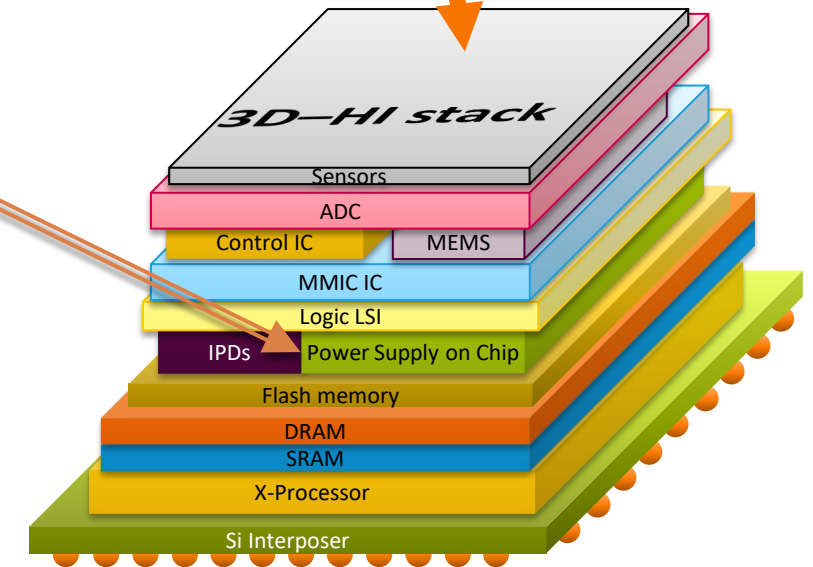 3D–HI stack
Sensors
ADC
Control IC
MEMS
MMIC IC
Logic LSI
IPDs
Power Supply on Chip
Flash memory
DRAM
SRAM
X-Processor
Si Interposer